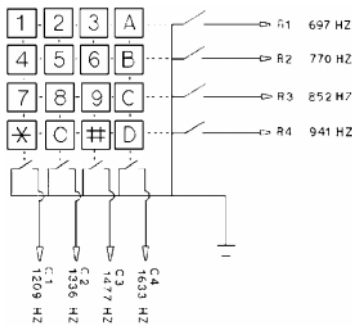 1 2 3 A R1 697 HZ
4 5 6 B R2 770 HZ
7 8 9 C R3 852 HZ
* C # D R4 941 HZ
C1 1209 HZ
C2 1336 HZ
C3 1477 HZ
C4 1633 HZ